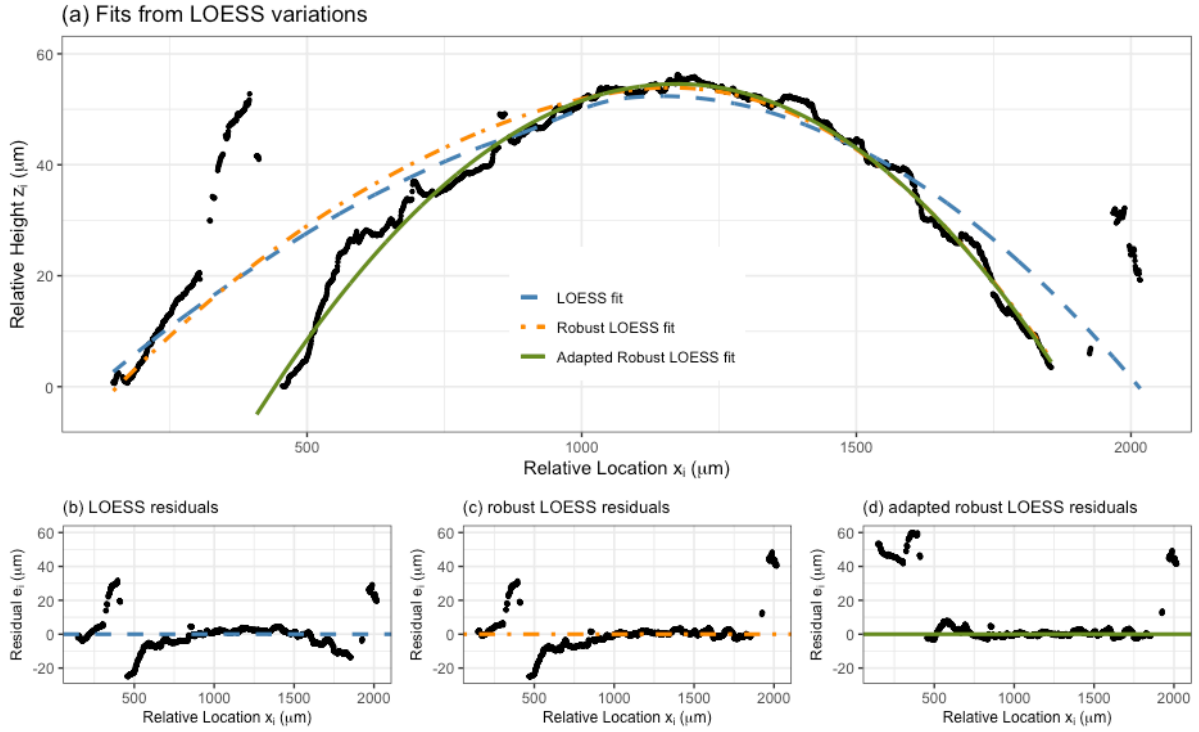 (a) Fits from LOESS variations
Relative Height zᵢ (μm)
60
40
20
0
LOESS fit
Robust LOESS fit
Adapted Robust LOESS fit
500 1000 1500 2000
Relative Location xᵢ (μm)
(b) LOESS residuals
Residual eᵢ (μm)
60
40
20
0
-20
500 1000 1500 2000
Relative Location xᵢ (μm)
(c) robust LOESS residuals
Residual eᵢ (μm)
60
40
20
0
-20
500 1000 1500 2000
Relative Location xᵢ (μm)
(d) adapted robust LOESS residuals
Residual eᵢ (μm)
60
40
20
0
-20
500 1000 1500 2000
Relative Location xᵢ (μm)